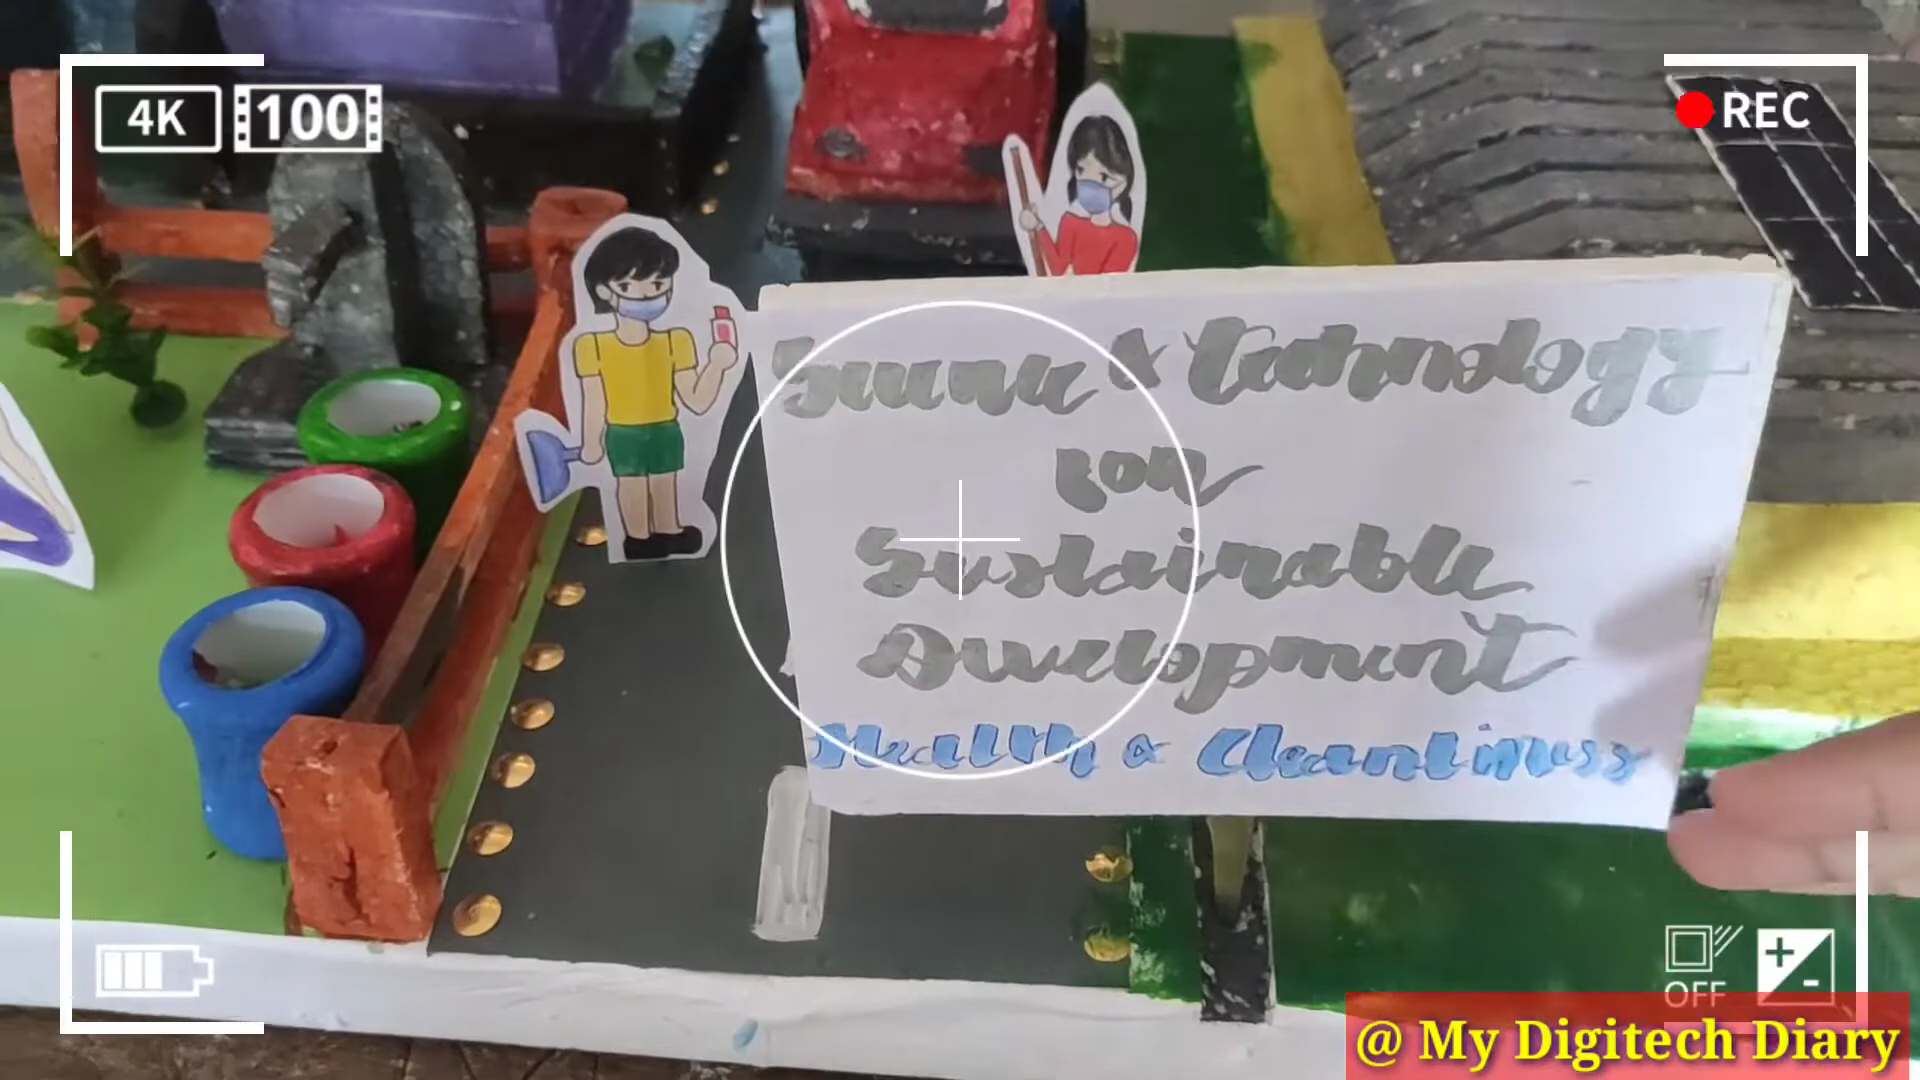 4K 100
REC
Science & Technology
for
Sustainable
Development
Health & Cleanliness
OFF
@ My Digitech Diary